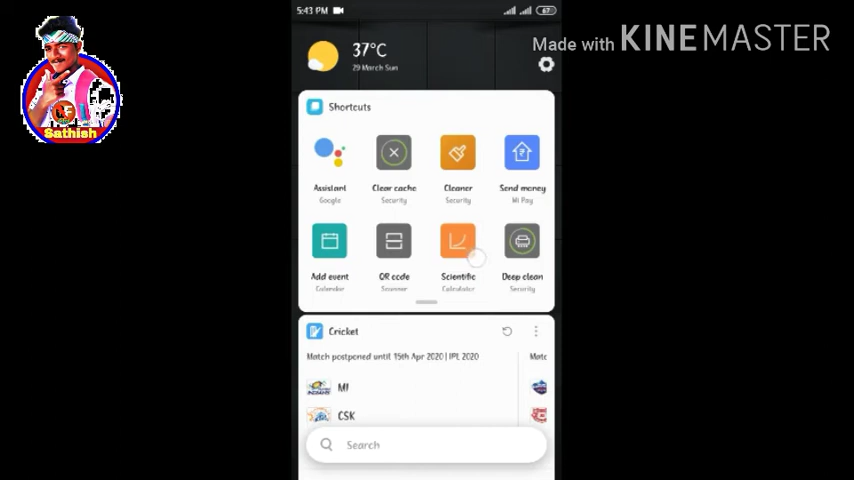 5:43 PM
67
Made with KINEMASTER
37°C
29 March Sun
Sathish
Shortcuts
Assistant
Google
Clear cache
Security
Cleaner
Security
Send money
Mi Pay
Add event
Calendar
QR code
Scanner
Scientific
Calculator
Deep clean
Security
Cricket
Match postponed until 15th Apr 2020 | IPL 2020
Matc
MI
CSK
Search